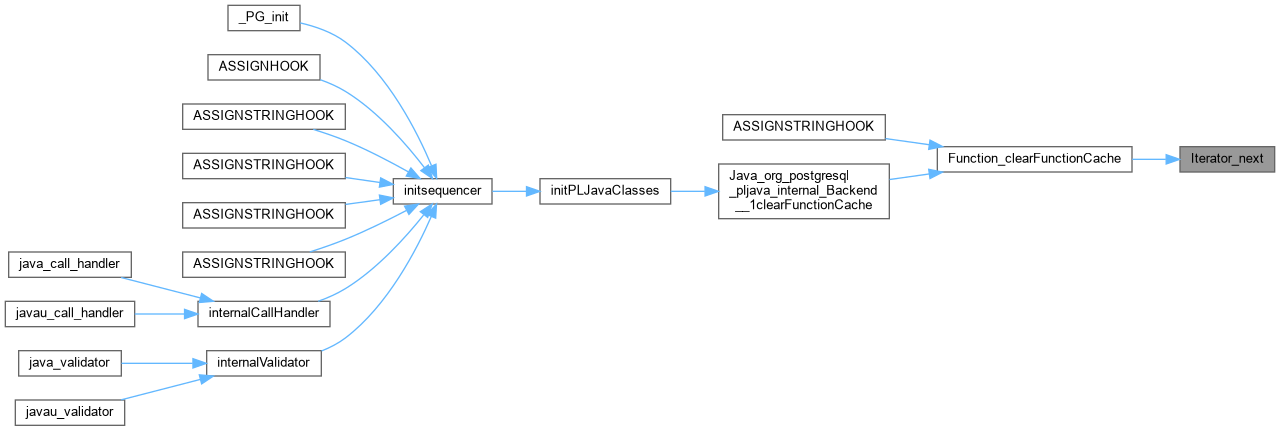 _PG_init
ASSIGNHOOK
ASSIGNSTRINGHOOK
ASSIGNSTRINGHOOK
ASSIGNSTRINGHOOK
ASSIGNSTRINGHOOK
java_call_handler
javau_call_handler
internalCallHandler
java_validator
javau_validator
internalValidator
initsequencer
initPLJavaClasses
ASSIGNSTRINGHOOK
Java_org_postgresql
_pljava_internal_Backend
__1clearFunctionCache
Function_clearFunctionCache
Iterator_next